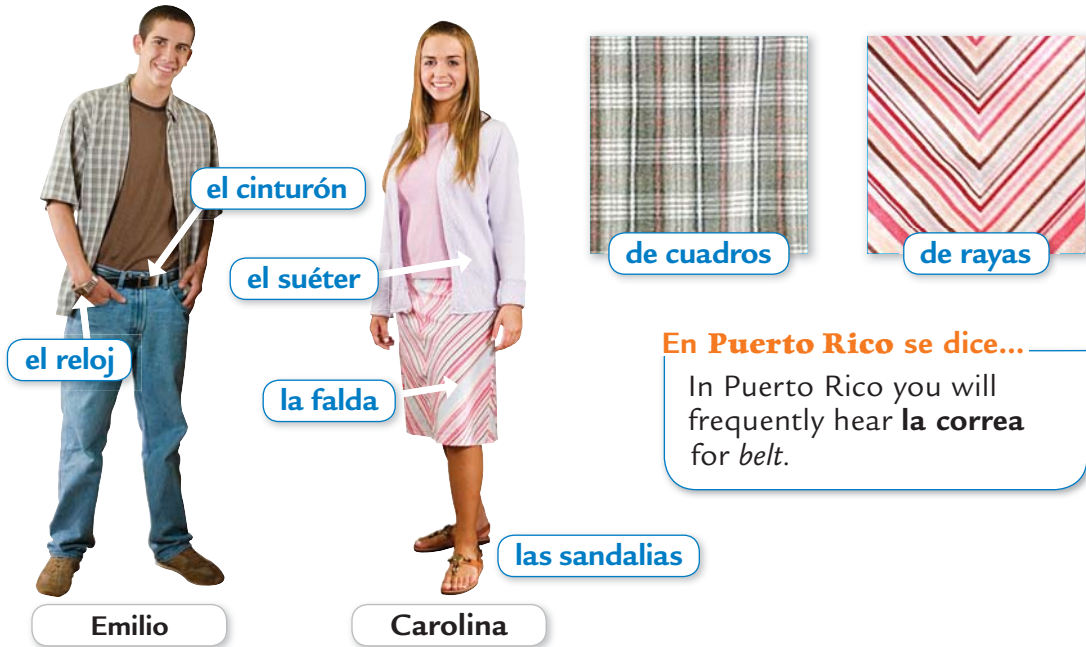 el cinturón
el suéter
el reloj
la falda
las sandalias
Emilio
Carolina
de cuadros
de rayas
En Puerto Rico se dice...
In Puerto Rico you will
frequently hear la correa
for belt.